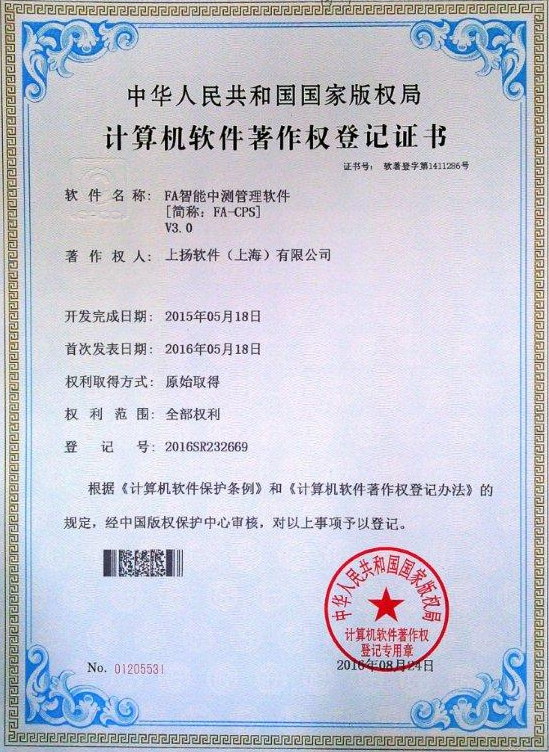 中华人民共和国国家版权局
计算机软件著作权登记证书
证书号： 软著登字第1411286号
软件名称： FA智能中测管理软件
[简称：FA-CPS]
V3.0
著作权人： 上扬软件（上海）有限公司
开发完成日期： 2015年05月18日
首次发表日期： 2016年05月18日
权利取得方式： 原始取得
权利范围： 全部权利
登记号： 2016SR232669
根据《计算机软件保护条例》和《计算机软件著作权登记办法》的
规定，经中国版权保护中心审核，对以上事项予以登记。
中华人民共和国国家版权局
计算机软件著作权
登记专用章
No. 01205531
2016年08月24日